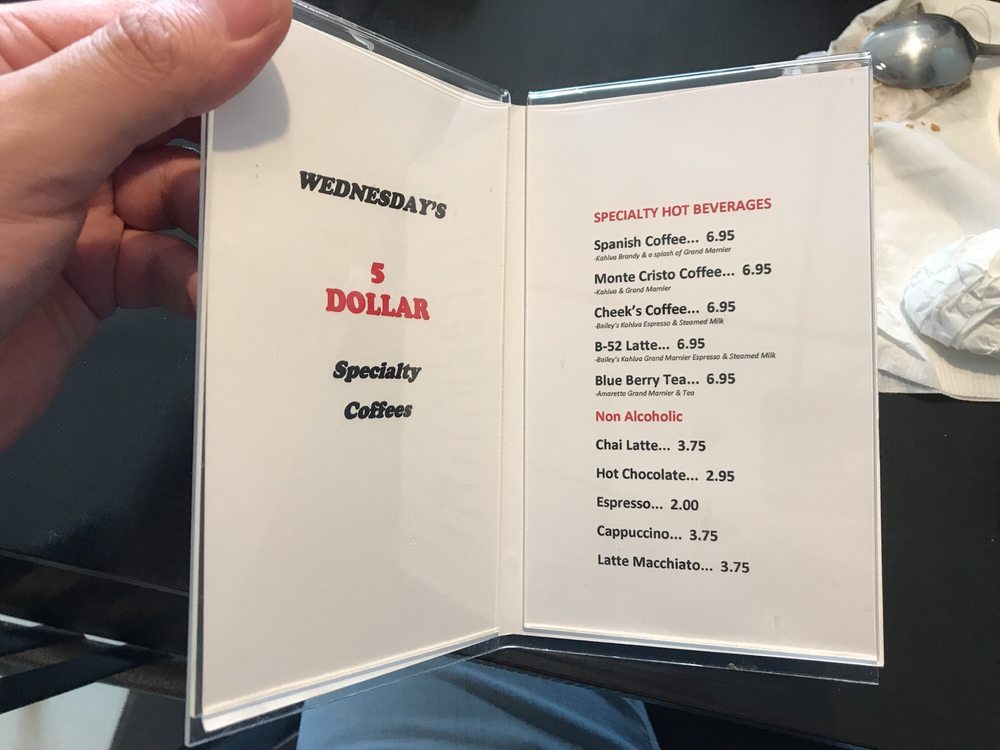 WEDNESDAY'S
5
DOLLAR
Specialty
Coffees
SPECIALTY HOT BEVERAGES
Spanish Coffee... 6.95
-Kahlua Brandy & a splash of Grand Marnier
Monte Cristo Coffee... 6.95
-Kahlua & Grand Marnier
Cheek's Coffee... 6.95
-Bailey's Kahlua Espresso & Steamed Milk
B-52 Latte... 6.95
-Bailey's Kahlua Grand Marnier Espresso & Steamed Milk
Blue Berry Tea... 6.95
-Amaretto Grand Marnier & Tea
Non Alcoholic
Chai Latte... 3.75
Hot Chocolate... 2.95
Espresso... 2.00
Cappuccino... 3.75
Latte Macchiato... 3.75